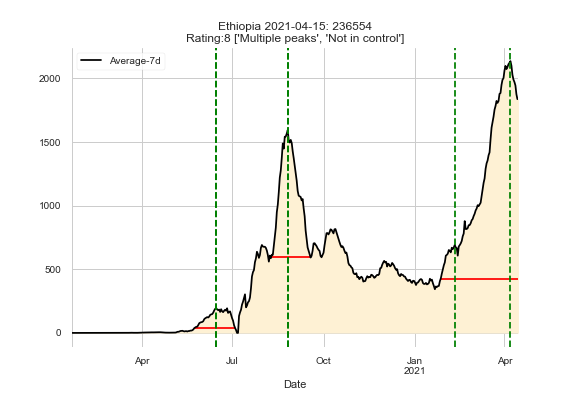 Ethiopia 2021-04-15: 236554
Rating:8 ['Multiple peaks', 'Not in control']
Average-7d
2000
1500
1000
500
0
Apr
Jul
Oct
Jan
2021
Apr
Date